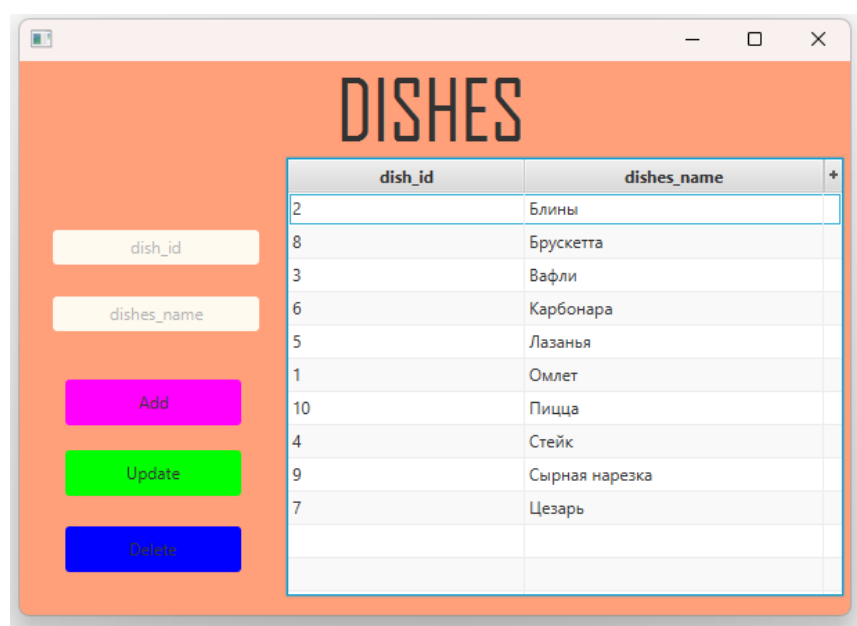 DISHES
dish_id dishes_name +
2 Блины
dish_id
8 Брускетта
3 Вафли
dishes_name
6 Карбонара
5 Лазанья
1 Омлет
Add
10 Пицца
4 Стейк
Update
9 Сырная нарезка
7 Цезарь
Delete